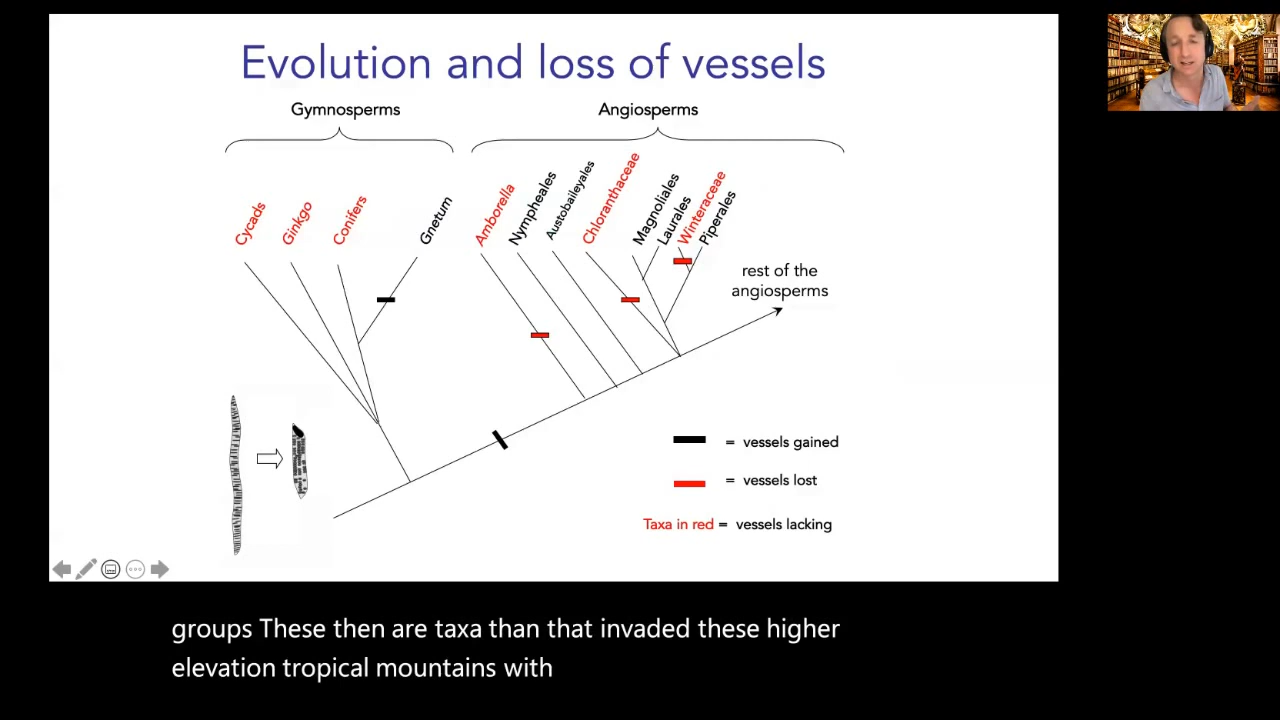 Evolution and loss of vessels
Gymnosperms
Angiosperms
Cycads
Ginkgo
Conifers
Gnetum
Amborella
Nympheales
Austobaileyales
Chloranthaceae
Magnoliales
Laurales
Winteraceae
Piperales
rest of the
angiosperms
= vessels gained
= vessels lost
Taxa in red = vessels lacking
groups These then are taxa than that invaded these higher
elevation tropical mountains with